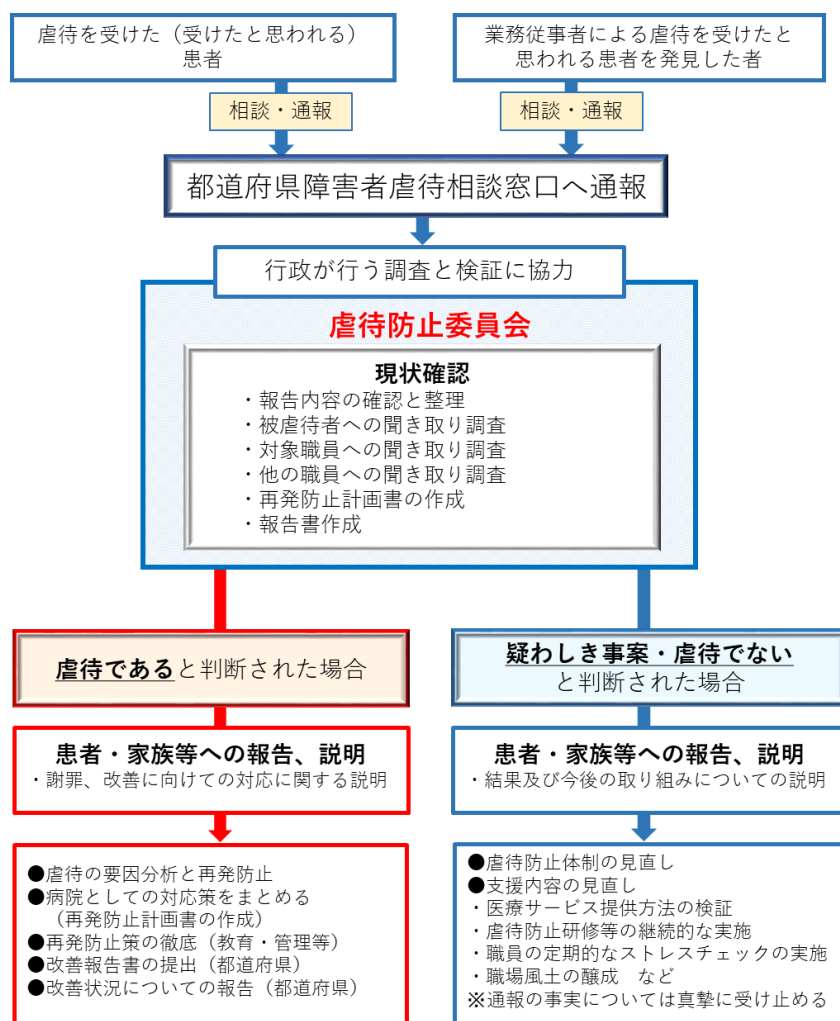 虐待を受けた（受けたと思われる）
患者
業務従事者による虐待を受けたと
思われる患者を発見した者
相談・通報
相談・通報
都道府県障害者虐待相談窓口へ通報
行政が行う調査と検証に協力
虐待防止委員会
現状確認
・報告内容の確認と整理
・被虐待者への聞き取り調査
・対象職員への聞き取り調査
・他の職員への聞き取り調査
・再発防止計画書の作成
・報告書作成
虐待であると判断された場合
疑わしき事案・虐待でない
と判断された場合
患者・家族等への報告、説明
・謝罪、改善に向けての対応に関する説明
患者・家族等への報告、説明
・結果及び今後の取り組みについての説明
●虐待の要因分析と再発防止
●病院としての対応策をまとめる
（再発防止計画書の作成）
●再発防止策の徹底（教育・管理等）
●改善報告書の提出（都道府県）
●改善状況についての報告（都道府県）
●虐待防止体制の見直し
●支援内容の見直し
・医療サービス提供方法の検証
・虐待防止研修等の継続的な実施
・職員の定期的なストレスチェックの実施
・職場風土の醸成　など
※通報の事実については真摯に受け止める